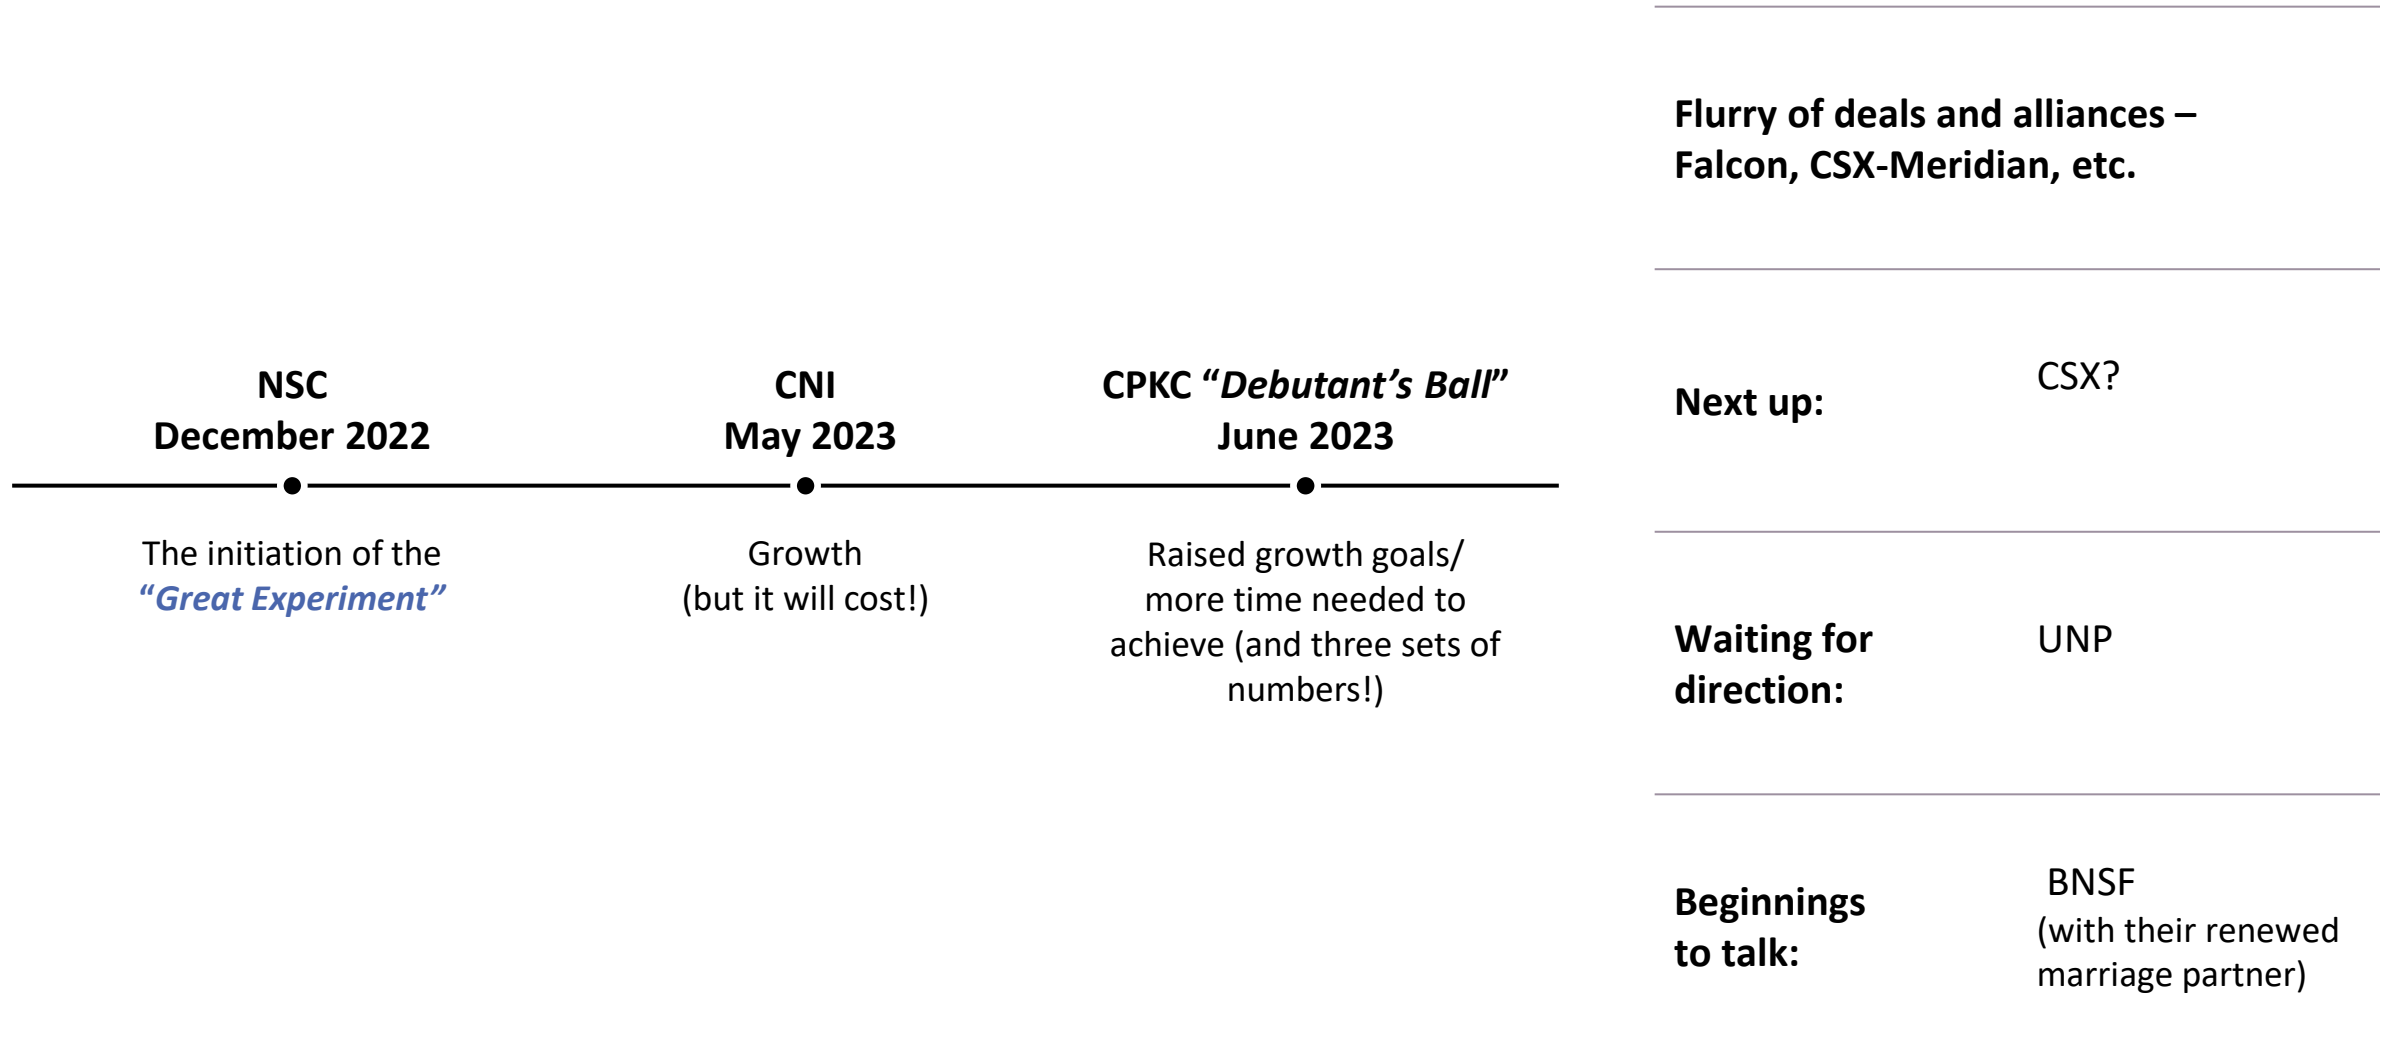 NSC
December 2022
The initiation of the
“Great Experiment”
CNI
May 2023
Growth
(but it will cost!)
CPKC “Debutant’s Ball”
June 2023
Raised growth goals/
more time needed to
achieve (and three sets of
numbers!)
Flurry of deals and alliances –
Falcon, CSX-Meridian, etc.
Next up:
CSX?
Waiting for
direction:
UNP
Beginnings
to talk:
BNSF
(with their renewed
marriage partner)